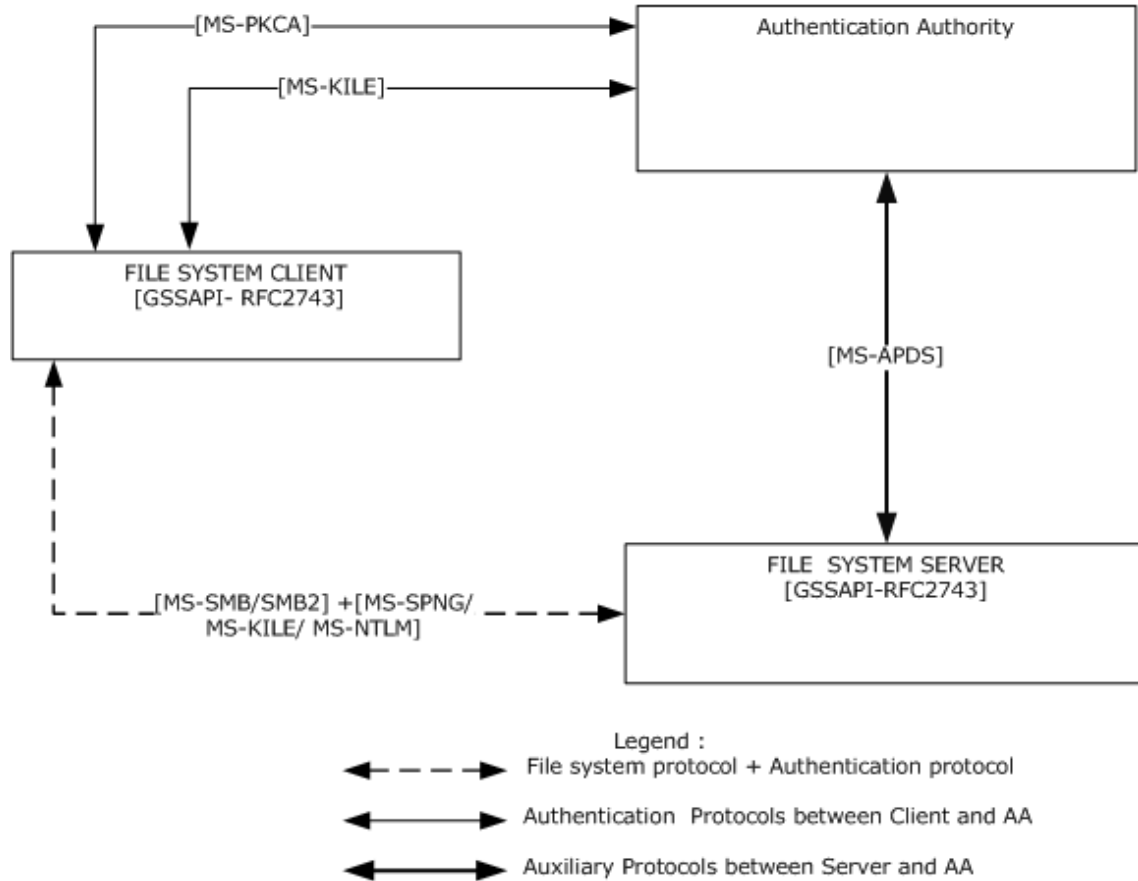 [MS-PKCA]
Authentication Authority
[MS-KILE]
FILE SYSTEM CLIENT
[GSSAPI- RFC2743]
[MS-APDS]
FILE SYSTEM SERVER
[GSSAPI-RFC2743]
[MS-SMB/SMB2] +[MS-SPNG/
MS-KILE/ MS-NTLM]
Legend :
File system protocol + Authentication protocol
Authentication Protocols between Client and AA
Auxiliary Protocols between Server and AA